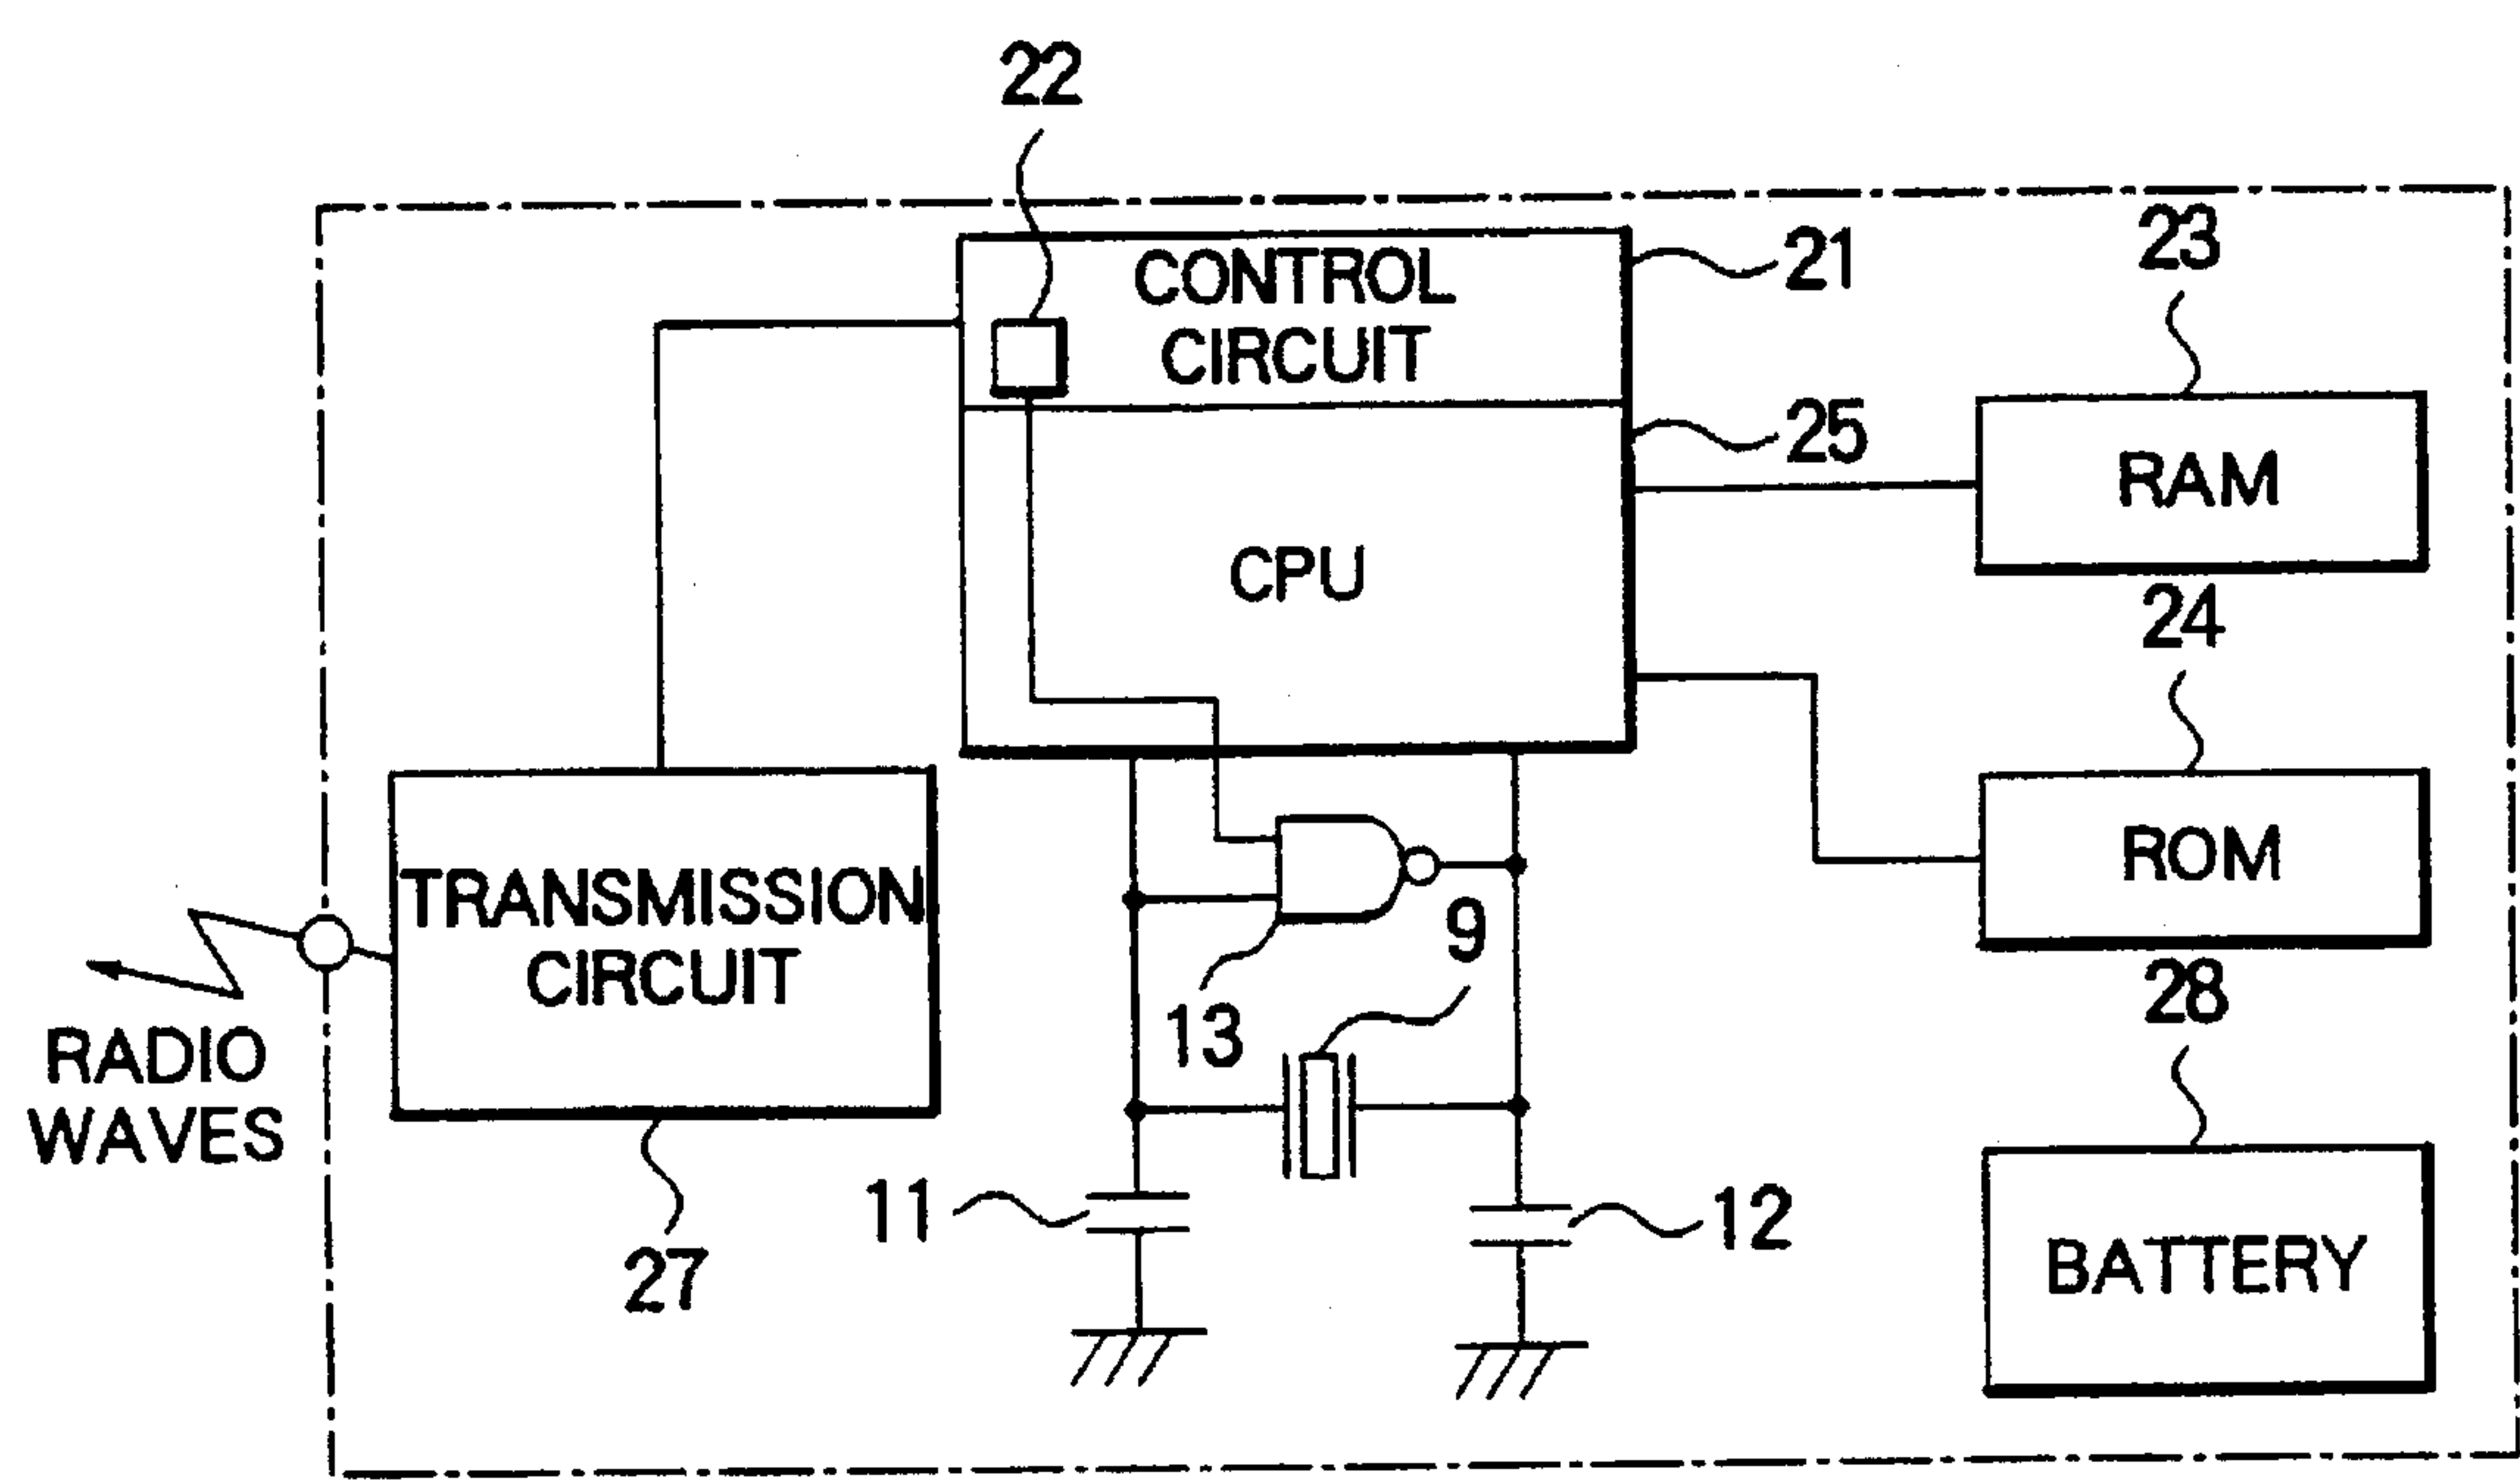 22
CONTROL
CIRCUIT
21
23
25
RAM
CPU
24
TRANSMISSION
CIRCUIT
ROM
9
13
28
RADIO
WAVES
11
12
27
BATTERY